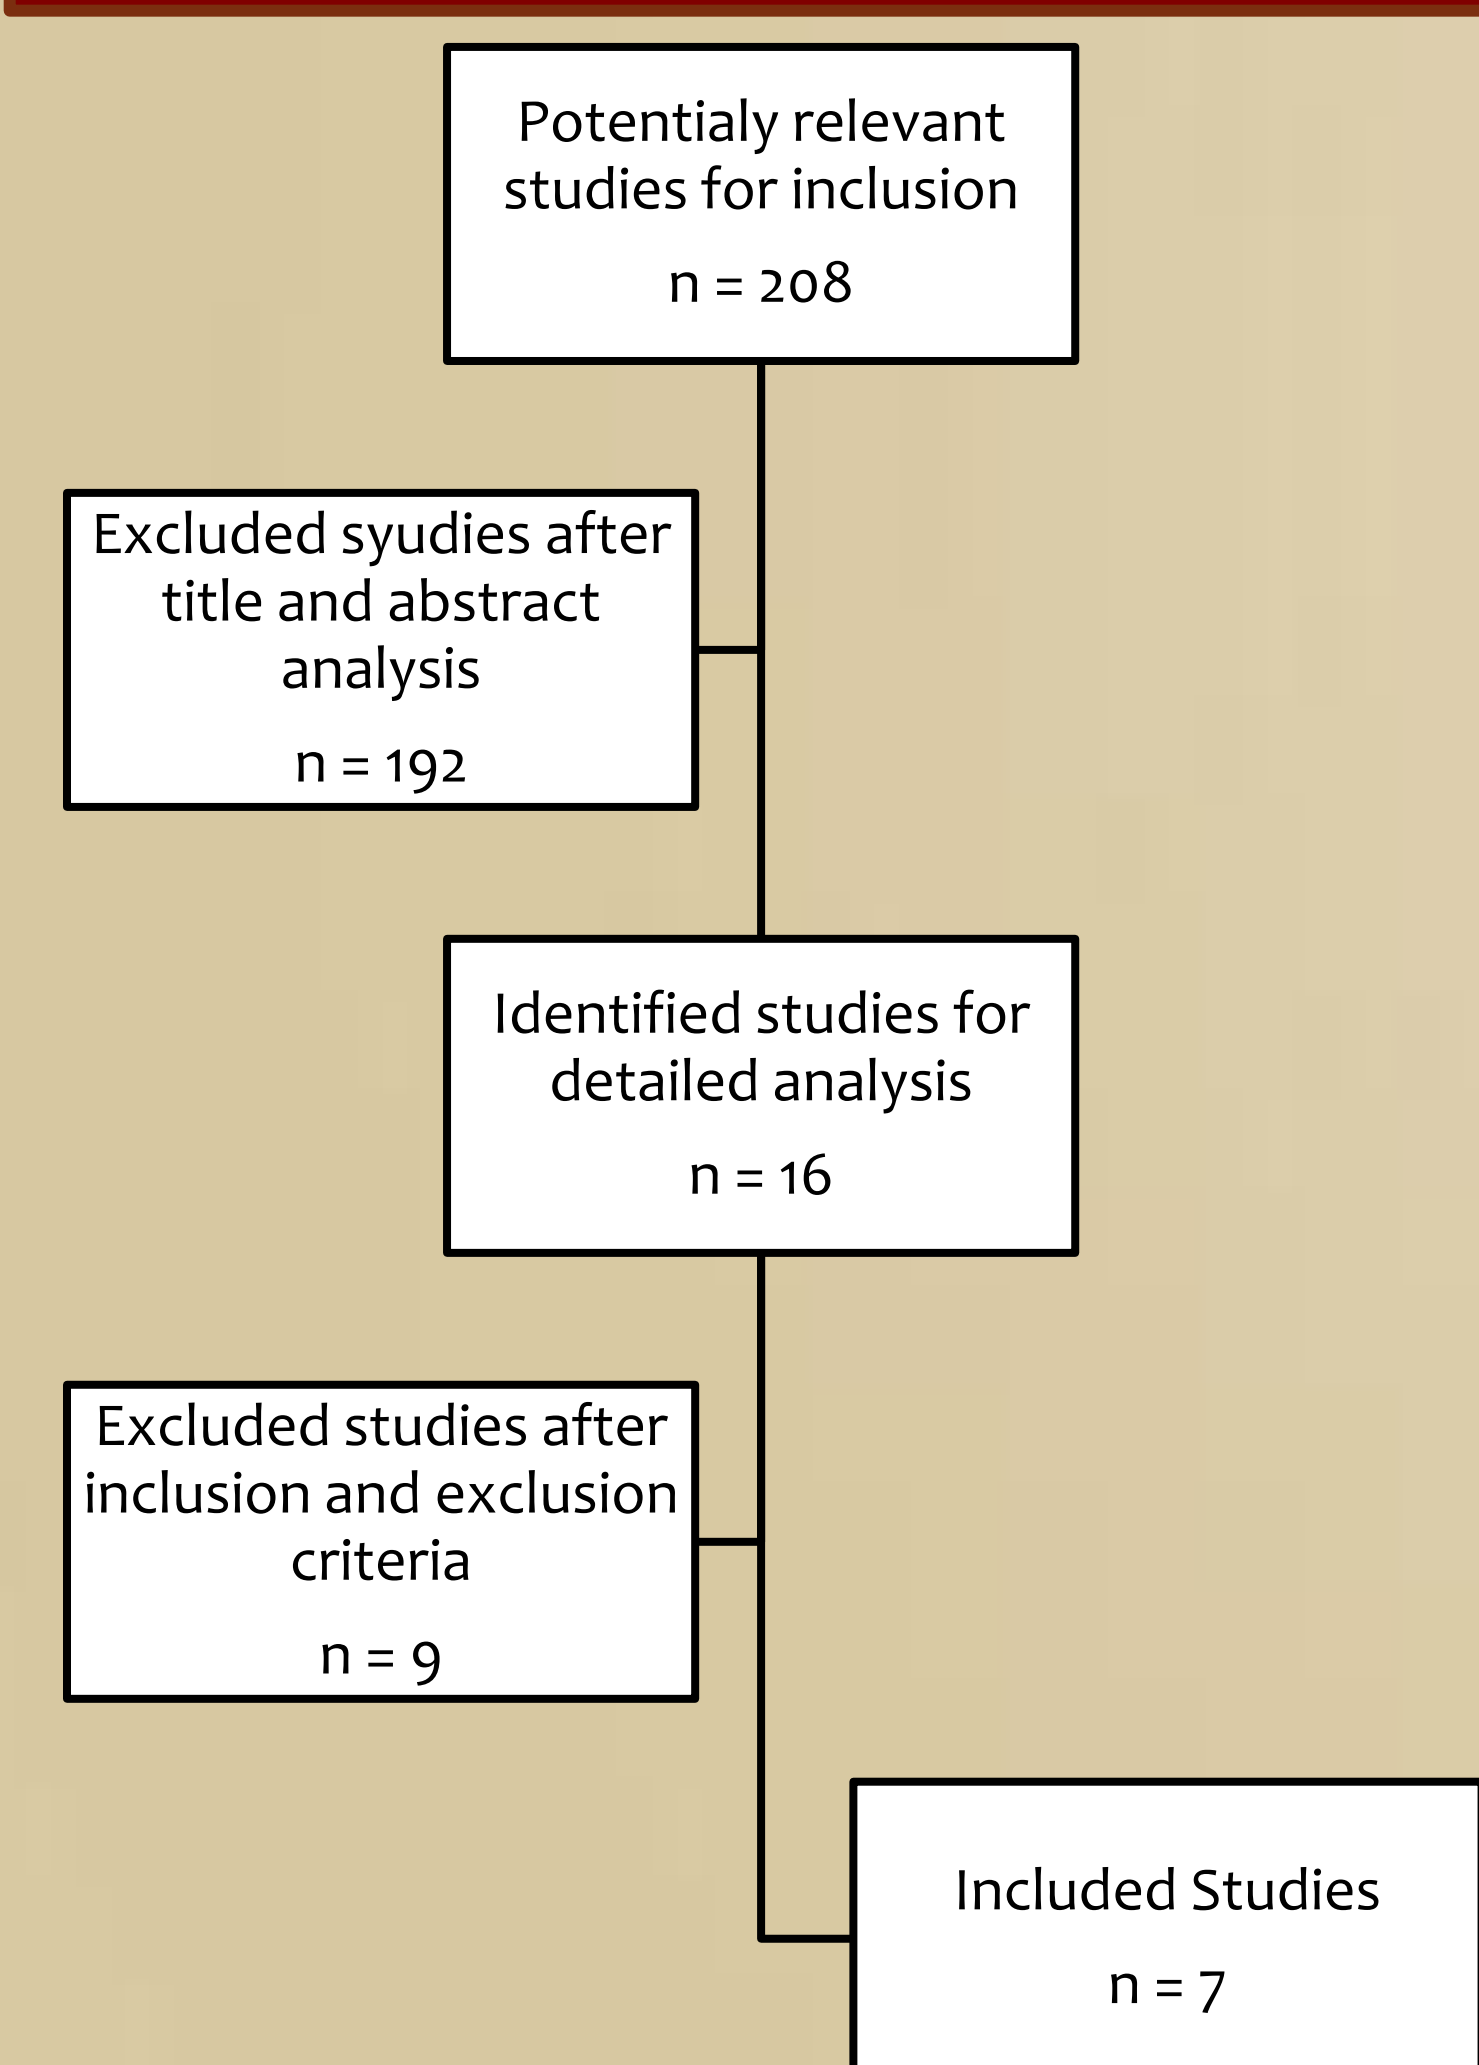 Potentialy relevant
studies for inclusion
n = 208
Excluded syudies after
title and abstract
analysis
n = 192
Identified studies for
detailed analysis
n = 16
Excluded studies after
inclusion and exclusion
criteria
n = 9
Included Studies
n = 7